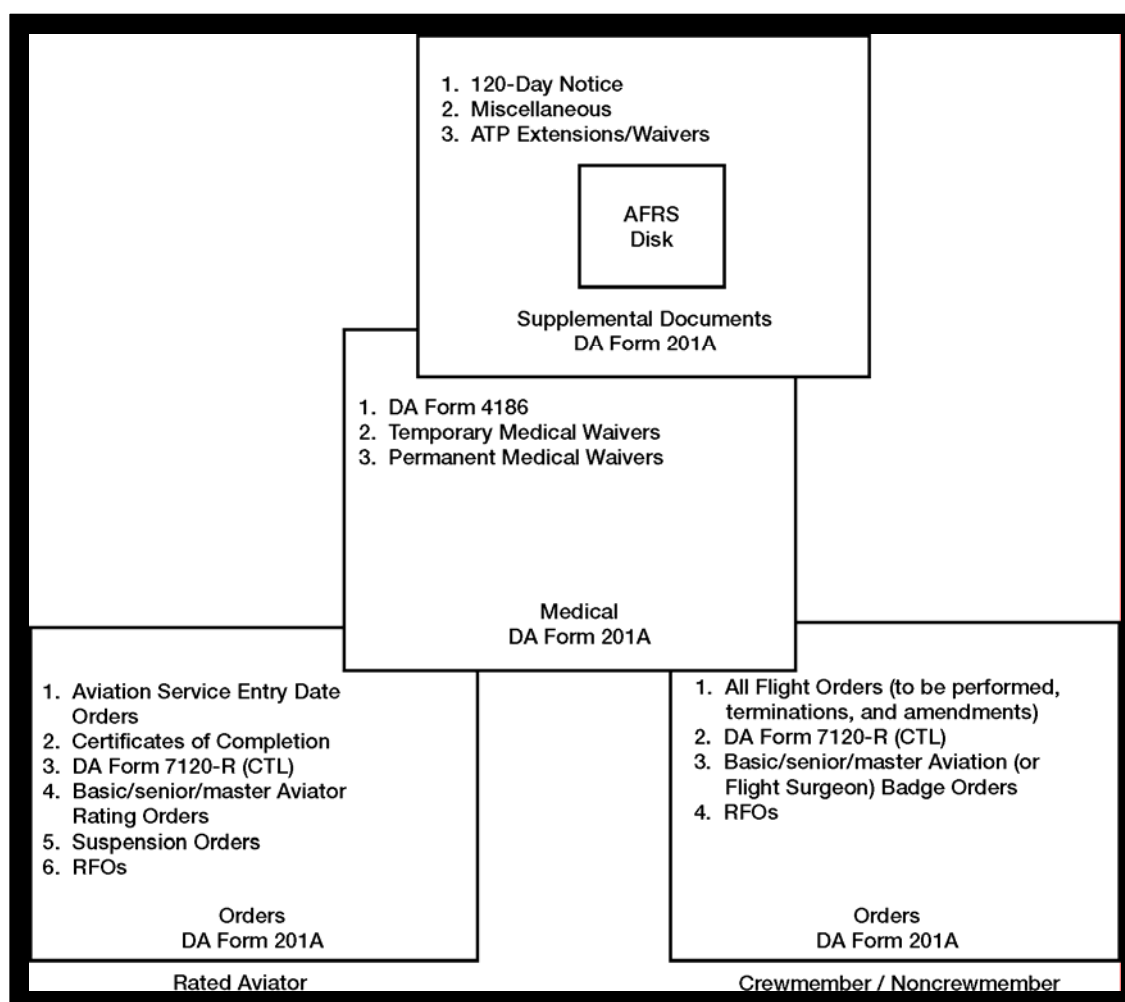 1. 120-Day Notice
2. Miscellaneous
3. ATP Extensions/Waivers
AFRS
Disk
Supplemental Documents
DA Form 201A
1. DA Form 4186
2. Temporary Medical Waivers
3. Permanent Medical Waivers
Medical
DA Form 201A
1. Aviation Service Entry Date
Orders
2. Certificates of Completion
3. DA Form 7120-R (CTL)
4. Basic/senior/master Aviator
Rating Orders
5. Suspension Orders
6. RFOs
Orders
DA Form 201A
Rated Aviator
1. All Flight Orders (to be performed,
terminations, and amendments)
2. DA Form 7120-R (CTL)
3. Basic/senior/master Aviation (or
Flight Surgeon) Badge Orders
4. RFOs
Orders
DA Form 201A
Crewmember / Noncrewmember